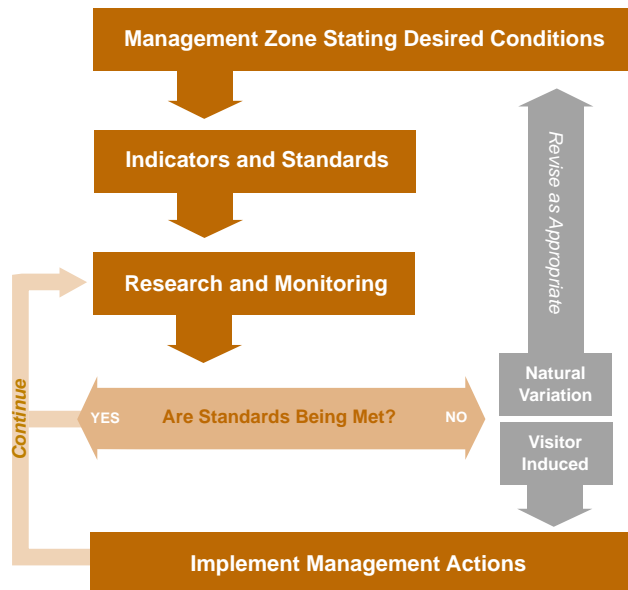 Management Zone Stating Desired Conditions
Indicators and Standards
Revise as Appropriate
Research and Monitoring
Continue
YES
Are Standards Being Met?
NO
Natural
Variation
Visitor
Induced
Implement Management Actions